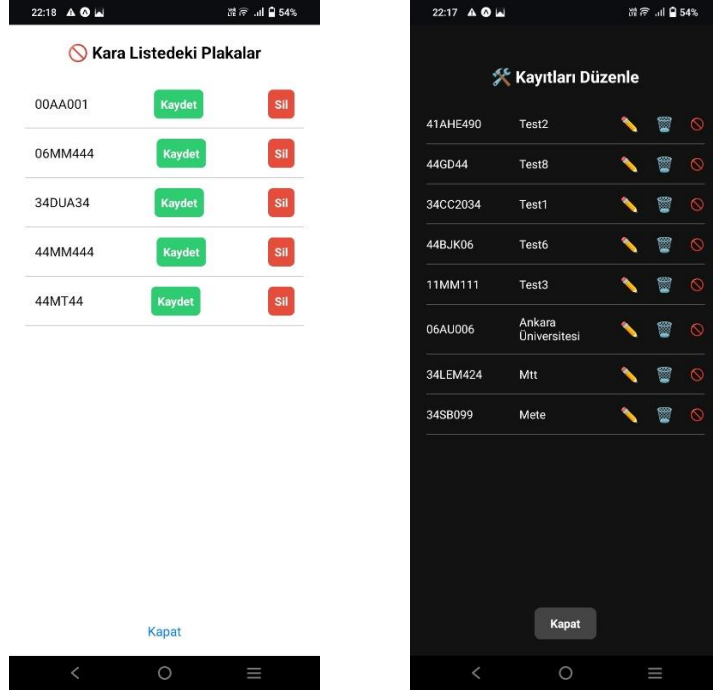 22:18
54%
Kara Listedeki Plakalar
00AA001 Kaydet Sil
06MM444 Kaydet Sil
34DUA34 Kaydet Sil
44MM444 Kaydet Sil
44MT44 Kaydet Sil
Kapat
22:17
54%
Kayıtları Düzenle
41AHE490 Test2
44GD44 Test8
34CC2034 Test1
44BJK06 Test6
11MM111 Test3
06AU006 Ankara
Üniversitesi
34LEM424 Mtt
34SB099 Mete
Kapat